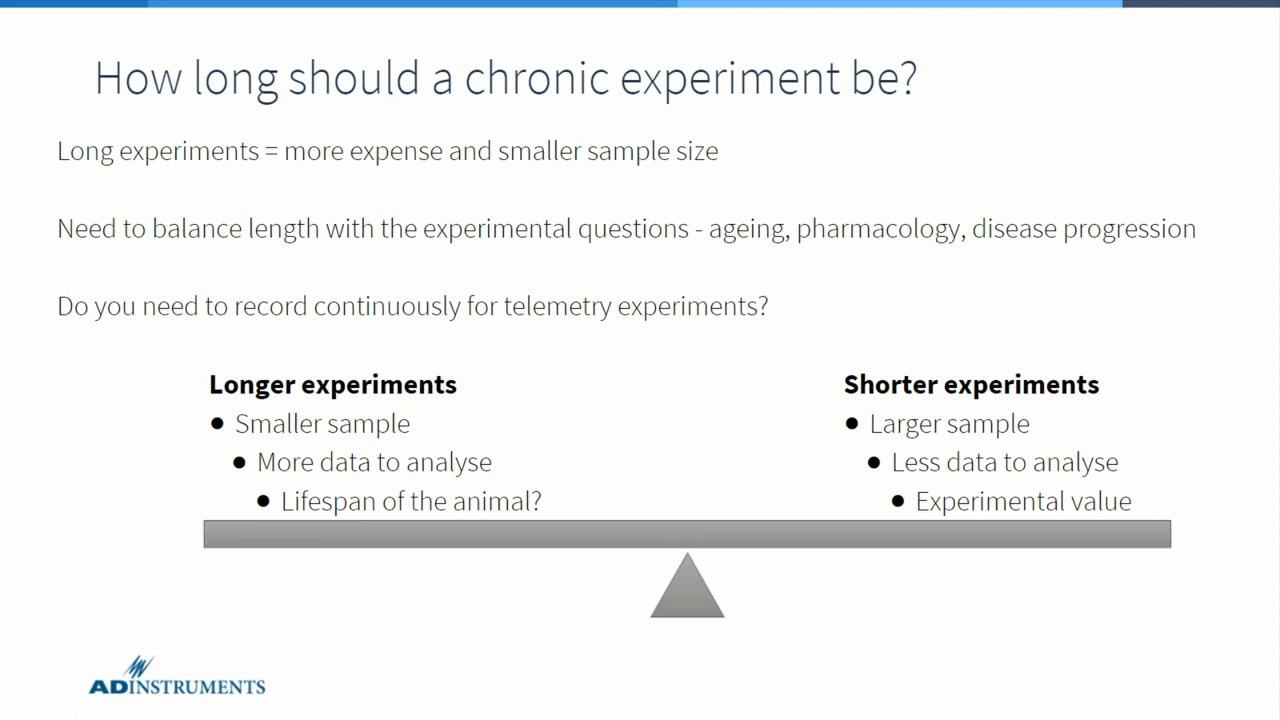 How long should a chronic experiment be?
Long experiments = more expense and smaller sample size
Need to balance length with the experimental questions - ageing, pharmacology, disease progression
Do you need to record continuously for telemetry experiments?
Longer experiments
● Smaller sample
● More data to analyse
● Lifespan of the animal?
Shorter experiments
● Larger sample
● Less data to analyse
● Experimental value
ADINSTRUMENTS